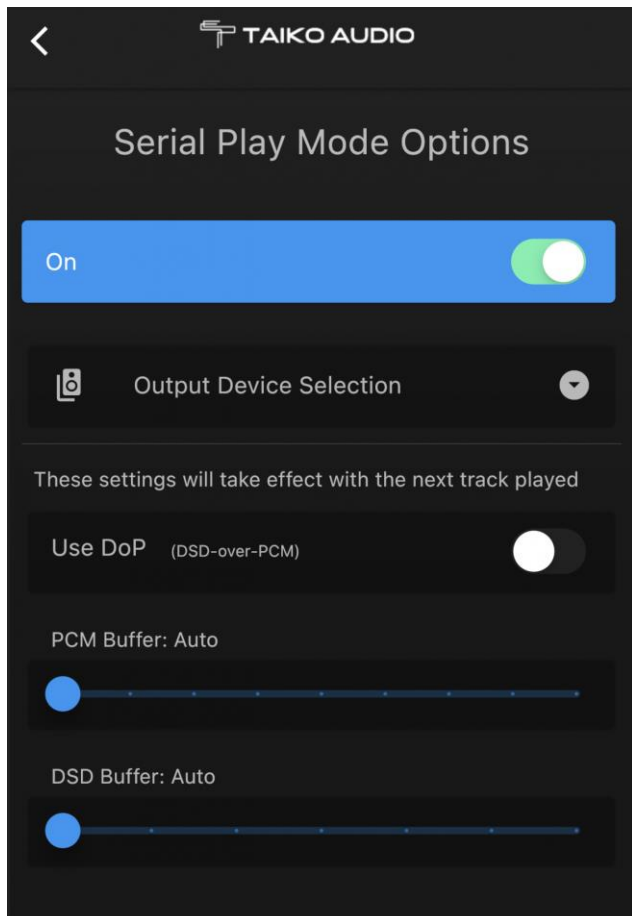 TAIKO AUDIO
Serial Play Mode Options
On
Output Device Selection
These settings will take effect with the next track played
Use DoP (DSD-over-PCM)
PCM Buffer: Auto
DSD Buffer: Auto